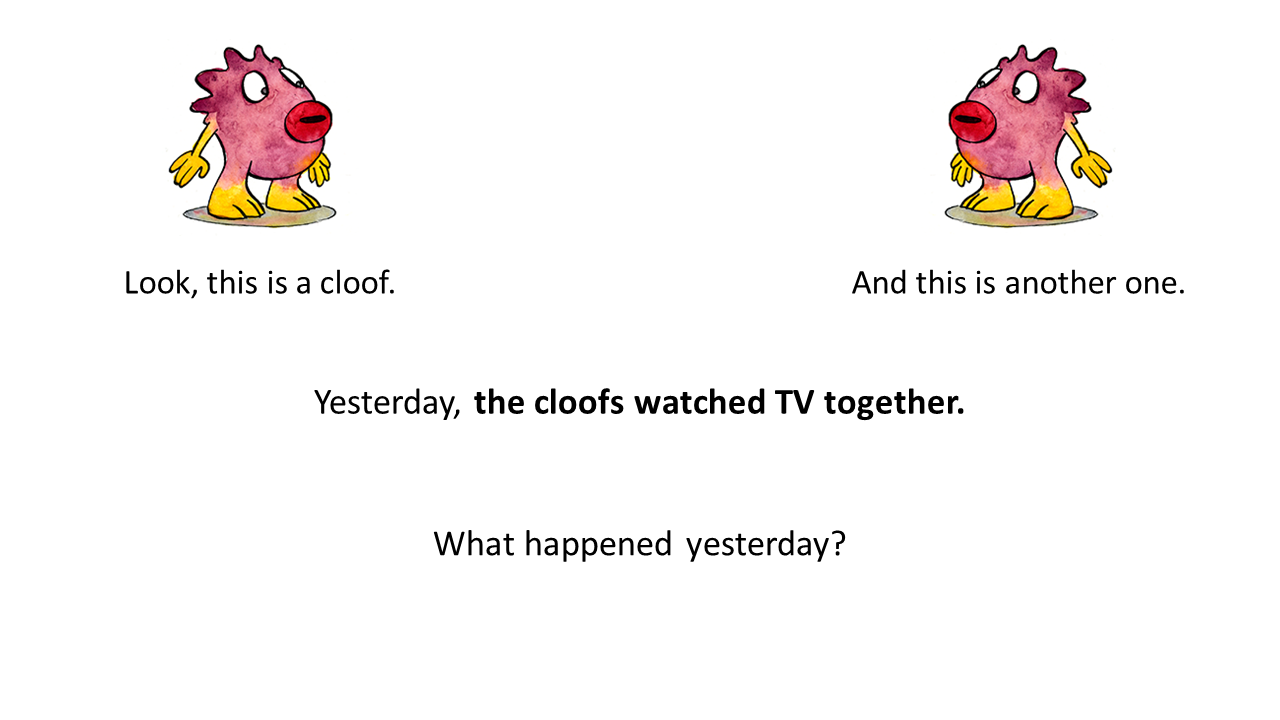 Look, this is a cloof.
And this is another one.
Yesterday, the cloofs watched TV together.
What happened yesterday?